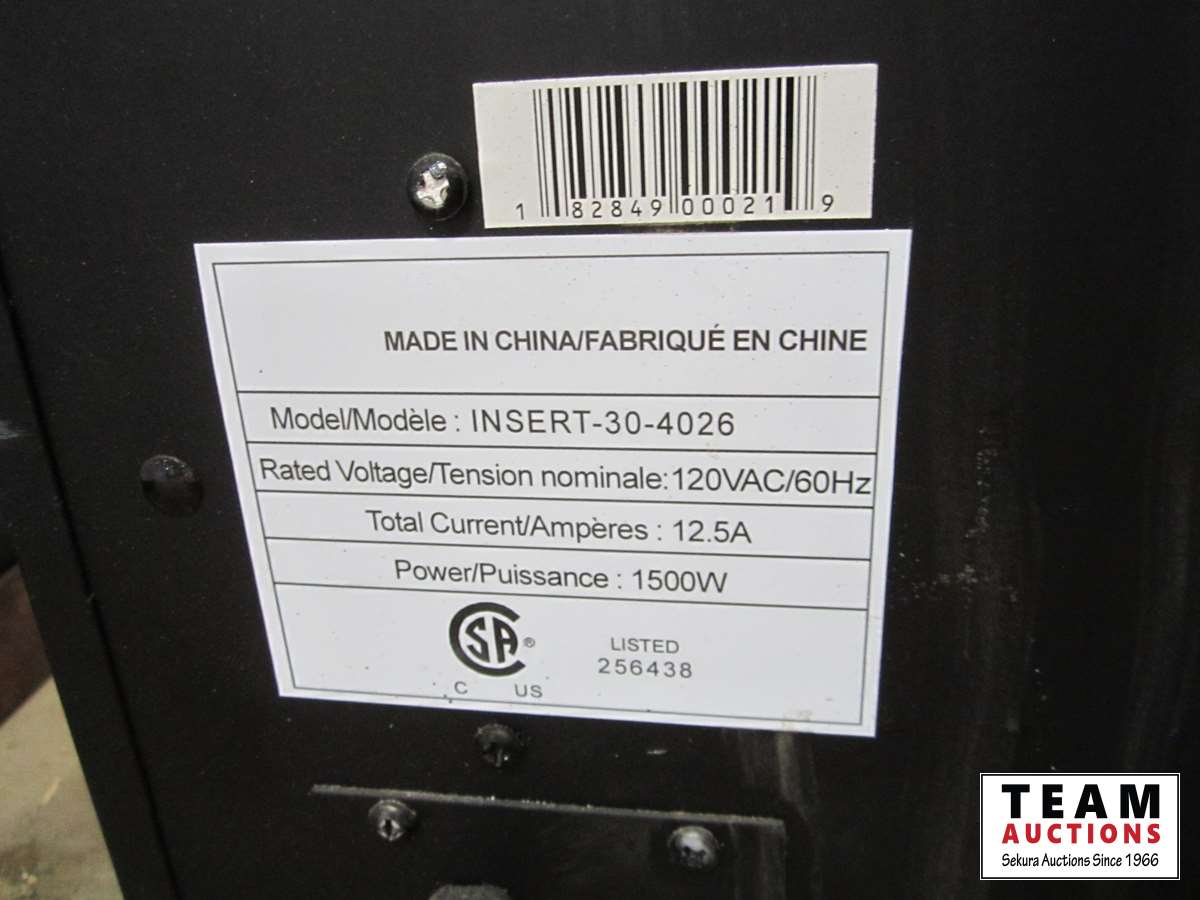 1 82849 00021 9
MADE IN CHINA/FABRIQUÉ EN CHINE
Model/Modèle : INSERT-30-4026
Rated Voltage/Tension nominale:120VAC/60Hz
Total Current/Ampères : 12.5A
Power/Puissance : 1500W
CSA®
C US
LISTED
256438
TEAM
AUCTIONS
Sekura Auctions Since 1966